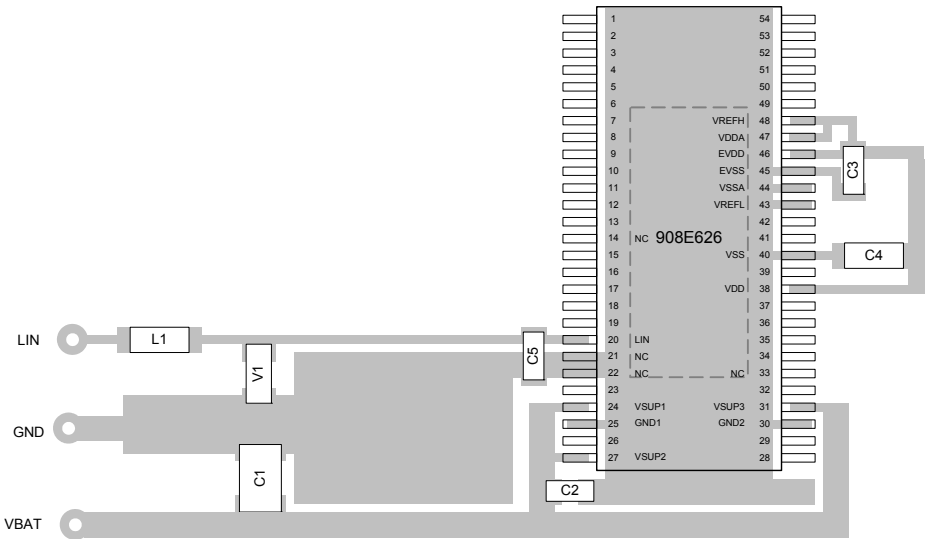 1 54
2 53
3 52
4 51
5 50
6 49
7 VREFH 48
8 VDDA 47
9 EVDD 46
10 EVSS 45
11 VSSA 44
12 VREFL 43
13 42
14 NC 908E626 41
15 VSS 40
16 39
17 VDD 38
18 37
19 36
20 LIN 35
21 NC 34
22 NC NC 33
23 32
24 VSUP1 VSUP3 31
25 GND1 GND2 30
26 29
27 VSUP2 28
C3
C4
LIN
L1
C5
V1
GND
C1
C2
VBAT